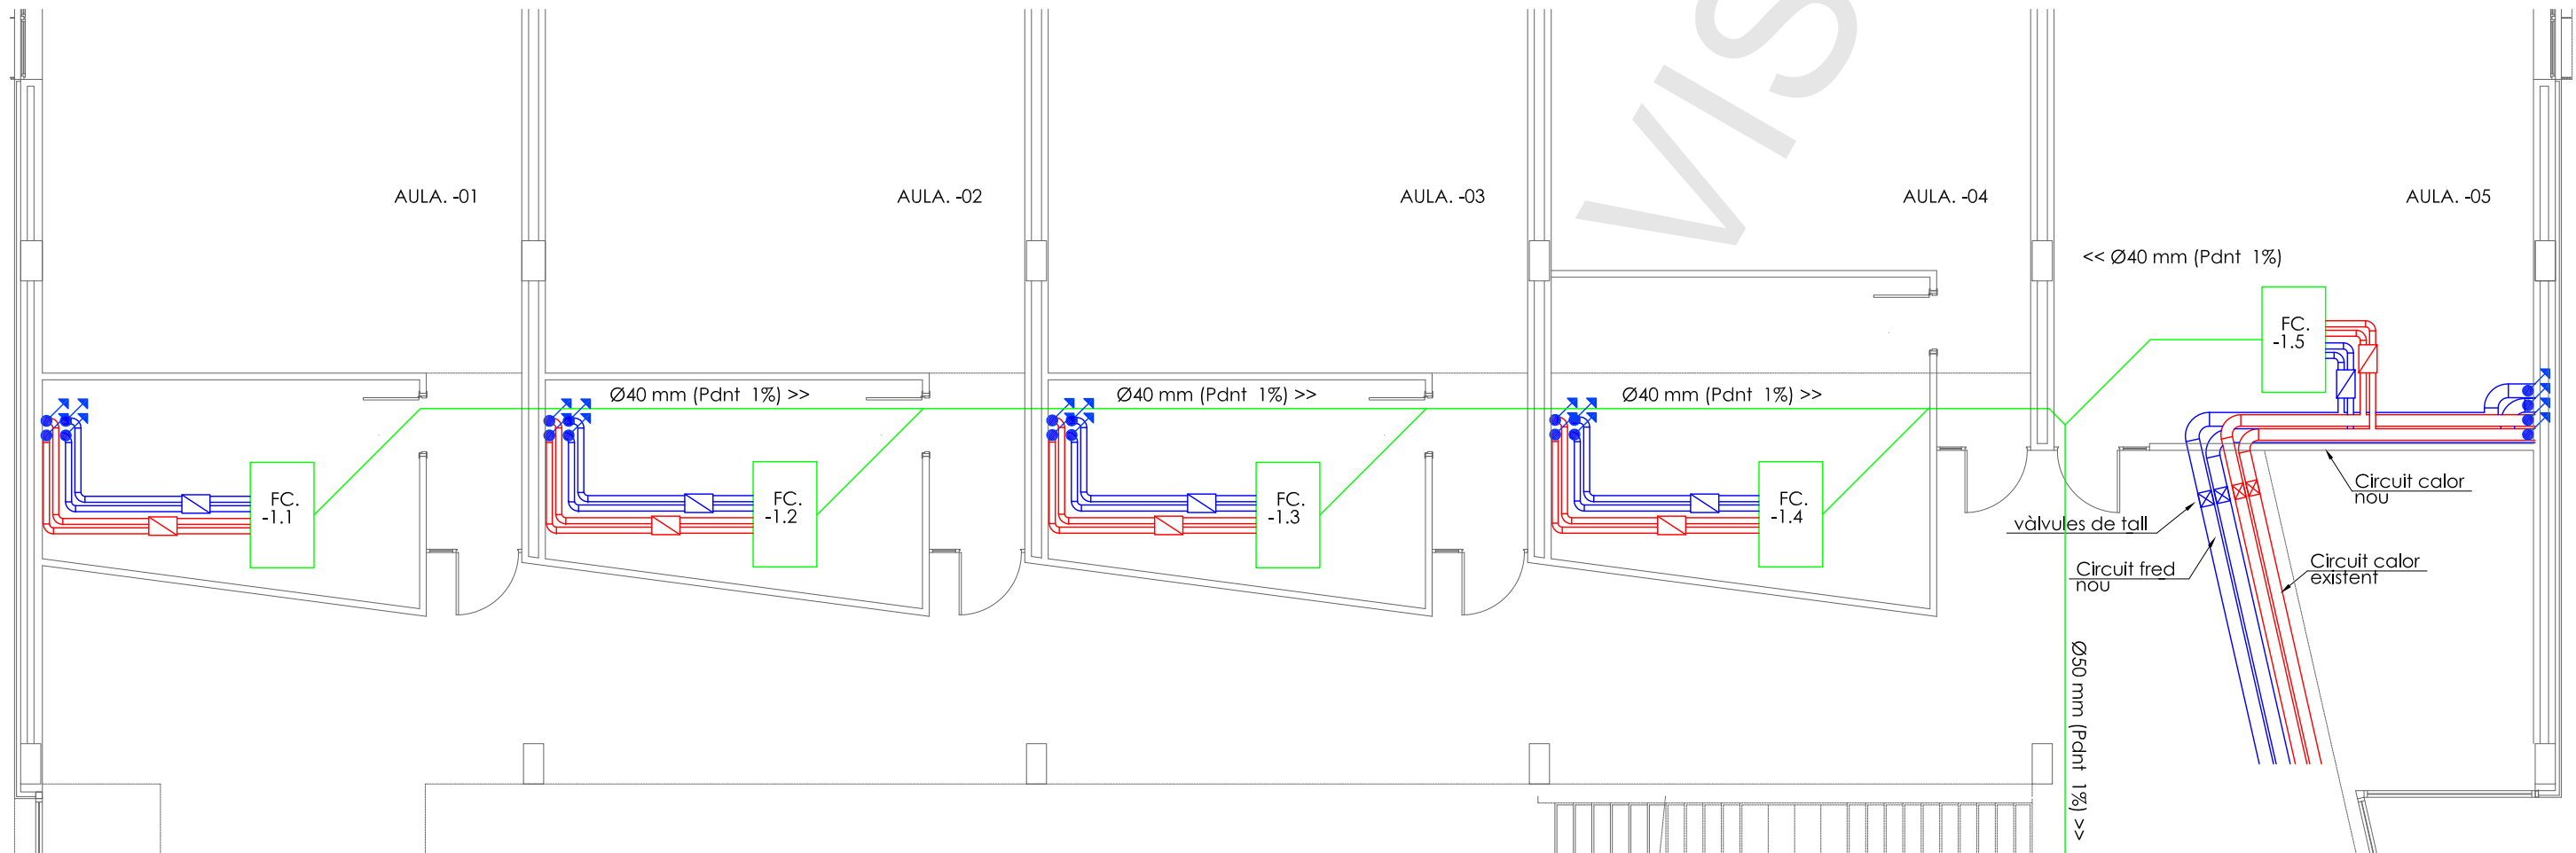 VIS
AULA. -01
AULA. -02
AULA. -03
AULA. -04
AULA. -05
<< Ø40 mm (Pdnt 1%)
FC.
-1.5
Ø40 mm (Pdnt 1%) >>
Ø40 mm (Pdnt 1%) >>
Ø40 mm (Pdnt 1%) >>
FC.
-1.1
FC.
-1.2
FC.
-1.3
FC.
-1.4
Circuit calor
nou
vàlvules de tall
Circuit fred
nou
Circuit calor
existent
Ø50 mm (Pdnt 1%) >>